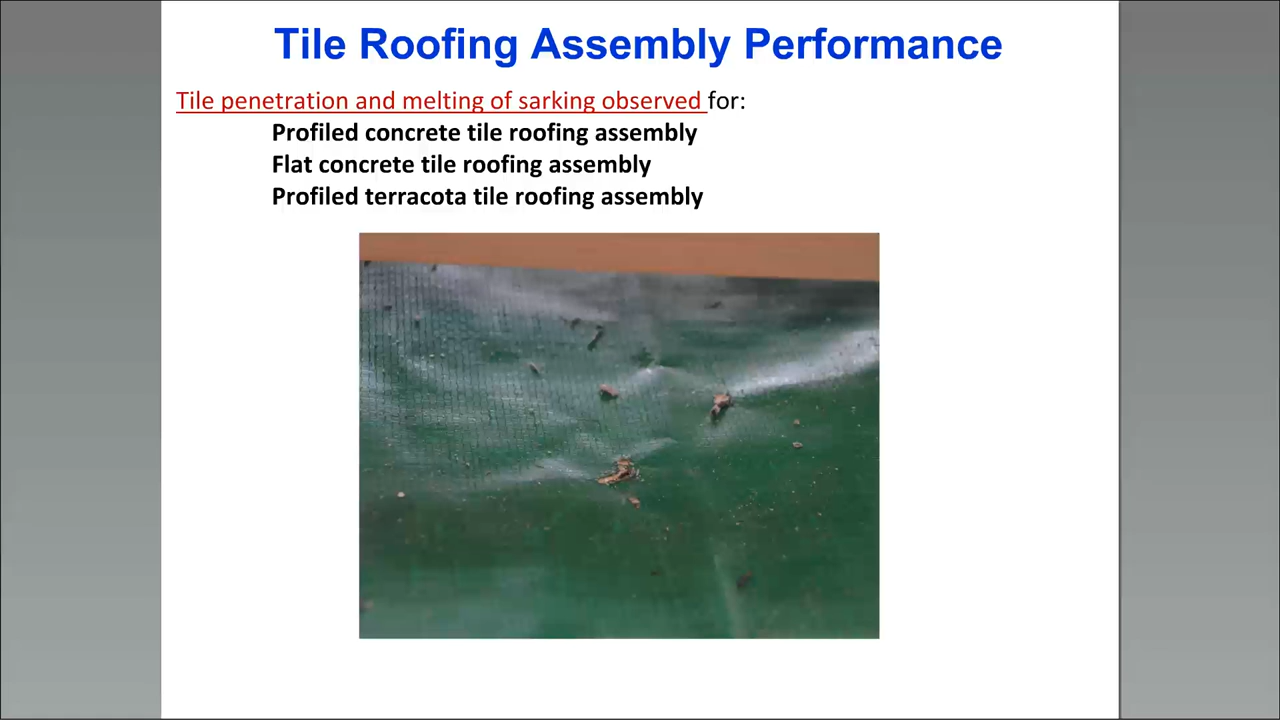 Tile Roofing Assembly Performance
Tile penetration and melting of sarking observed for:
Profiled concrete tile roofing assembly
Flat concrete tile roofing assembly
Profiled terracota tile roofing assembly